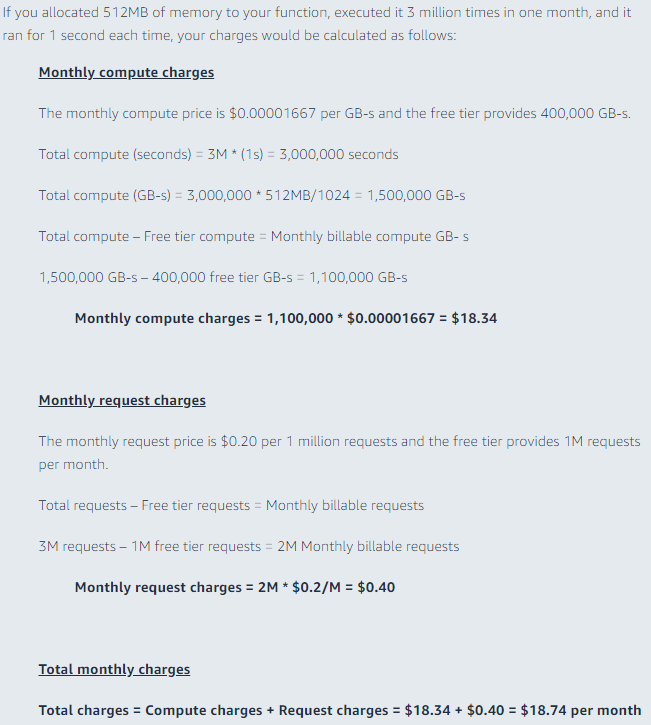 If you allocated 512MB of memory to your function, executed it 3 million times in one month, and it
ran for 1 second each time, your charges would be calculated as follows:
Monthly compute charges
The monthly compute price is $0.00001667 per GB-s and the free tier provides 400,000 GB-s.
Total compute (seconds) = 3M * (1s) = 3,000,000 seconds
Total compute (GB-s) = 3,000,000 * 512MB/1024 = 1,500,000 GB-s
Total compute – Free tier compute = Monthly billable compute GB- s
1,500,000 GB-s – 400,000 free tier GB-s = 1,100,000 GB-s
Monthly compute charges = 1,100,000 * $0.00001667 = $18.34
Monthly request charges
The monthly request price is $0.20 per 1 million requests and the free tier provides 1M requests
per month.
Total requests – Free tier requests = Monthly billable requests
3M requests – 1M free tier requests = 2M Monthly billable requests
Monthly request charges = 2M * $0.2/M = $0.40
Total monthly charges
Total charges = Compute charges + Request charges = $18.34 + $0.40 = $18.74 per month